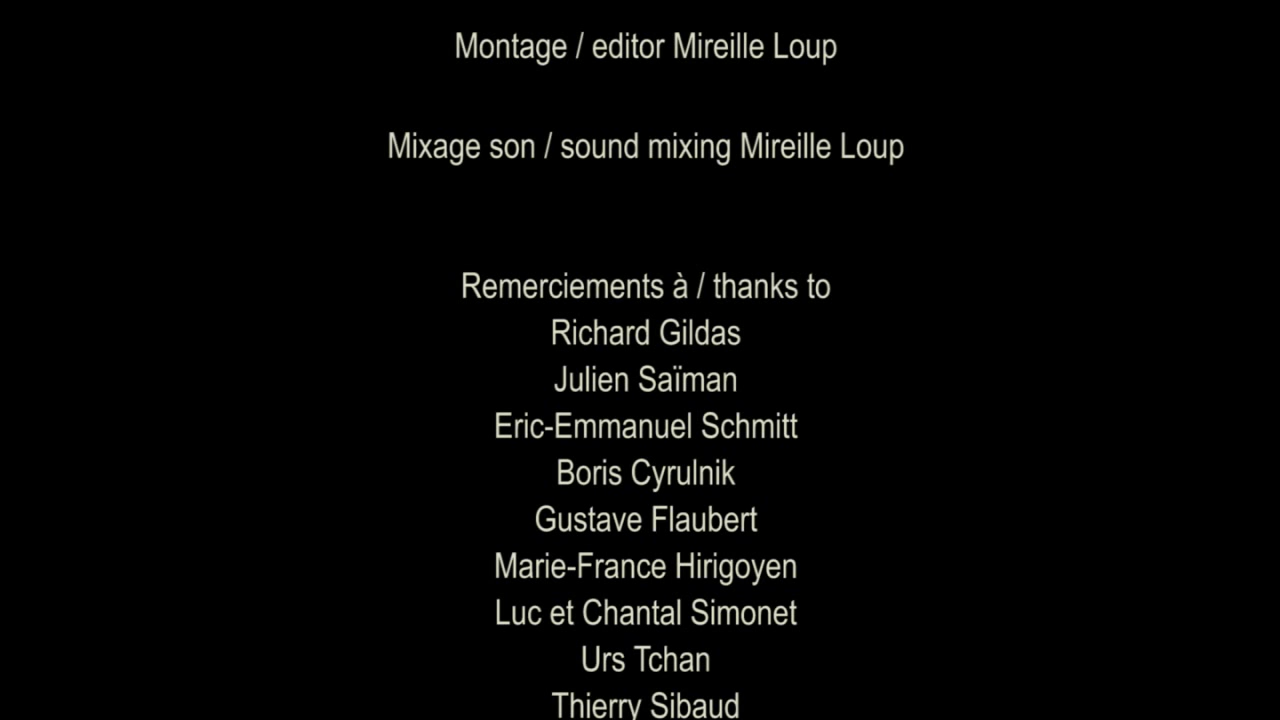 Montage / editor Mireille Loup
Mixage son / sound mixing Mireille Loup
Remerciements à / thanks to
Richard Gildas
Julien Saïman
Eric-Emmanuel Schmitt
Boris Cyrulnik
Gustave Flaubert
Marie-France Hirigoyen
Luc et Chantal Simonet
Urs Tchan
Thierry Sibaud